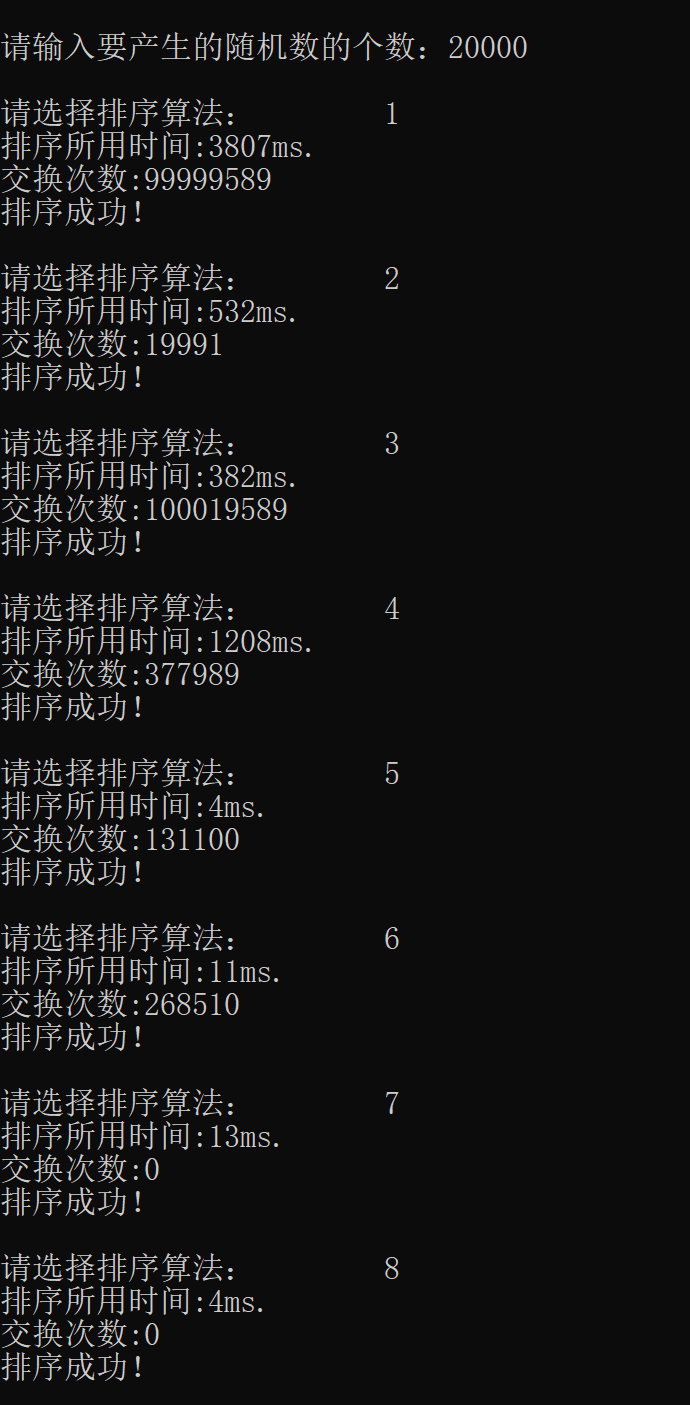 请输入要产生的随机数的个数：20000
请选择排序算法：	1
排序所用时间:3807ms.
交换次数:99999589
排序成功!
请选择排序算法：	2
排序所用时间:532ms.
交换次数:19991
排序成功!
请选择排序算法：	3
排序所用时间:382ms.
交换次数:100019589
排序成功!
请选择排序算法：	4
排序所用时间:1208ms.
交换次数:377989
排序成功!
请选择排序算法：	5
排序所用时间:4ms.
交换次数:131100
排序成功!
请选择排序算法：	6
排序所用时间:11ms.
交换次数:268510
排序成功!
请选择排序算法：	7
排序所用时间:13ms.
交换次数:0
排序成功!
请选择排序算法：	8
排序所用时间:4ms.
交换次数:0
排序成功!